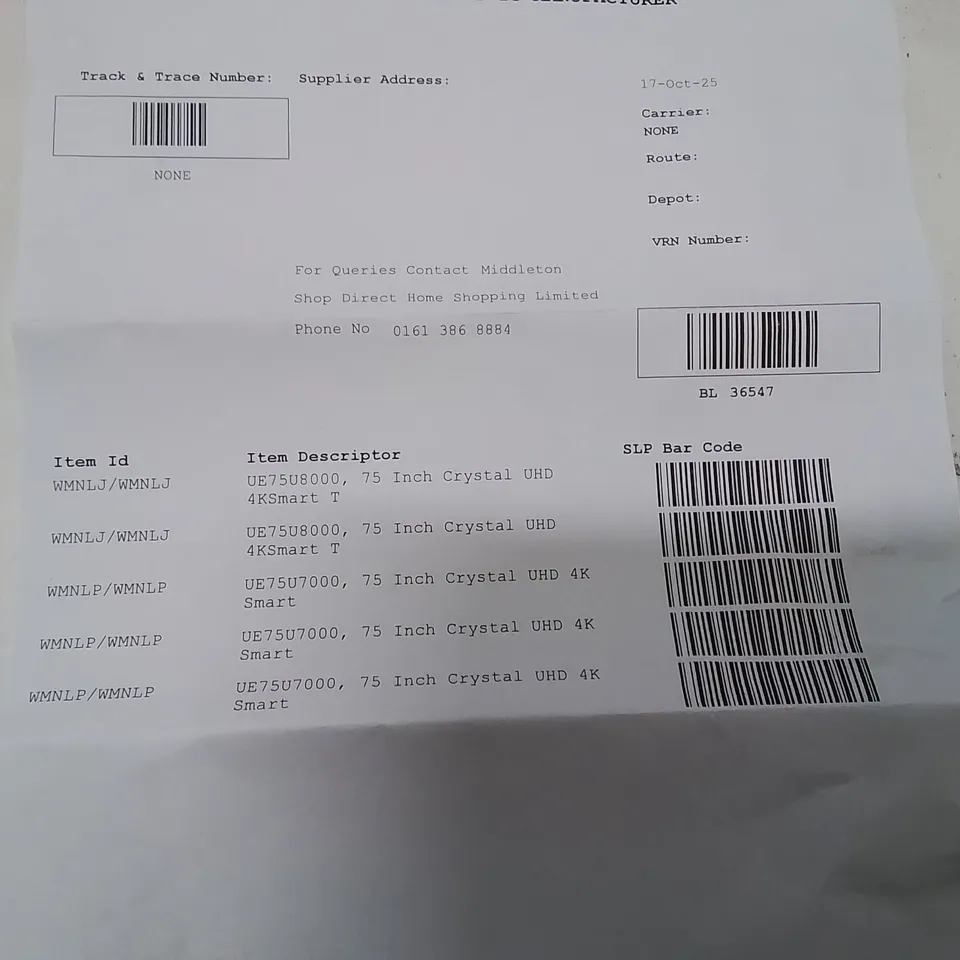 Track & Trace Number: Supplier Address:
17-Oct-25
Carrier:
NONE
Route:
NONE
Depot:
VRN Number:
For Queries Contact Middleton
Shop Direct Home Shopping Limited
Phone No 0161 386 8884
BL 36547
Item Id Item Descriptor SLP Bar Code
WMNLJ/WMNLJ UE75U8000, 75 Inch Crystal UHD
4KSmart T
WMNLJ/WMNLJ UE75U8000, 75 Inch Crystal UHD
4KSmart T
WMNLP/WMNLP UE75U7000, 75 Inch Crystal UHD 4K
Smart
WMNLP/WMNLP UE75U7000, 75 Inch Crystal UHD 4K
Smart
WMNLP/WMNLP UE75U7000, 75 Inch Crystal UHD 4K
Smart